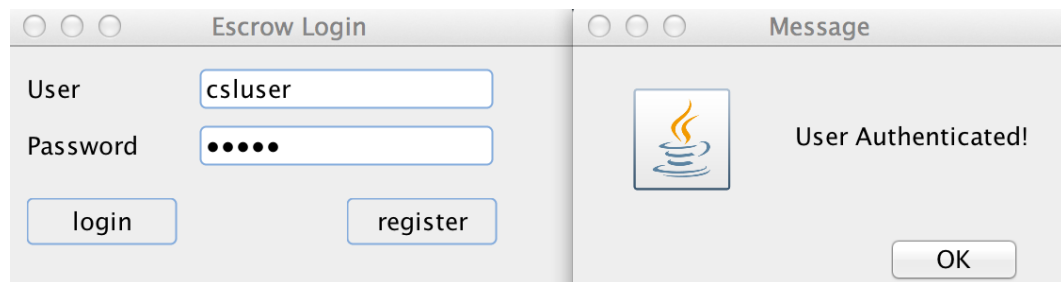 Escrow Login
User
csluser
Password
•••••
login
register
Message
User Authenticated!
OK